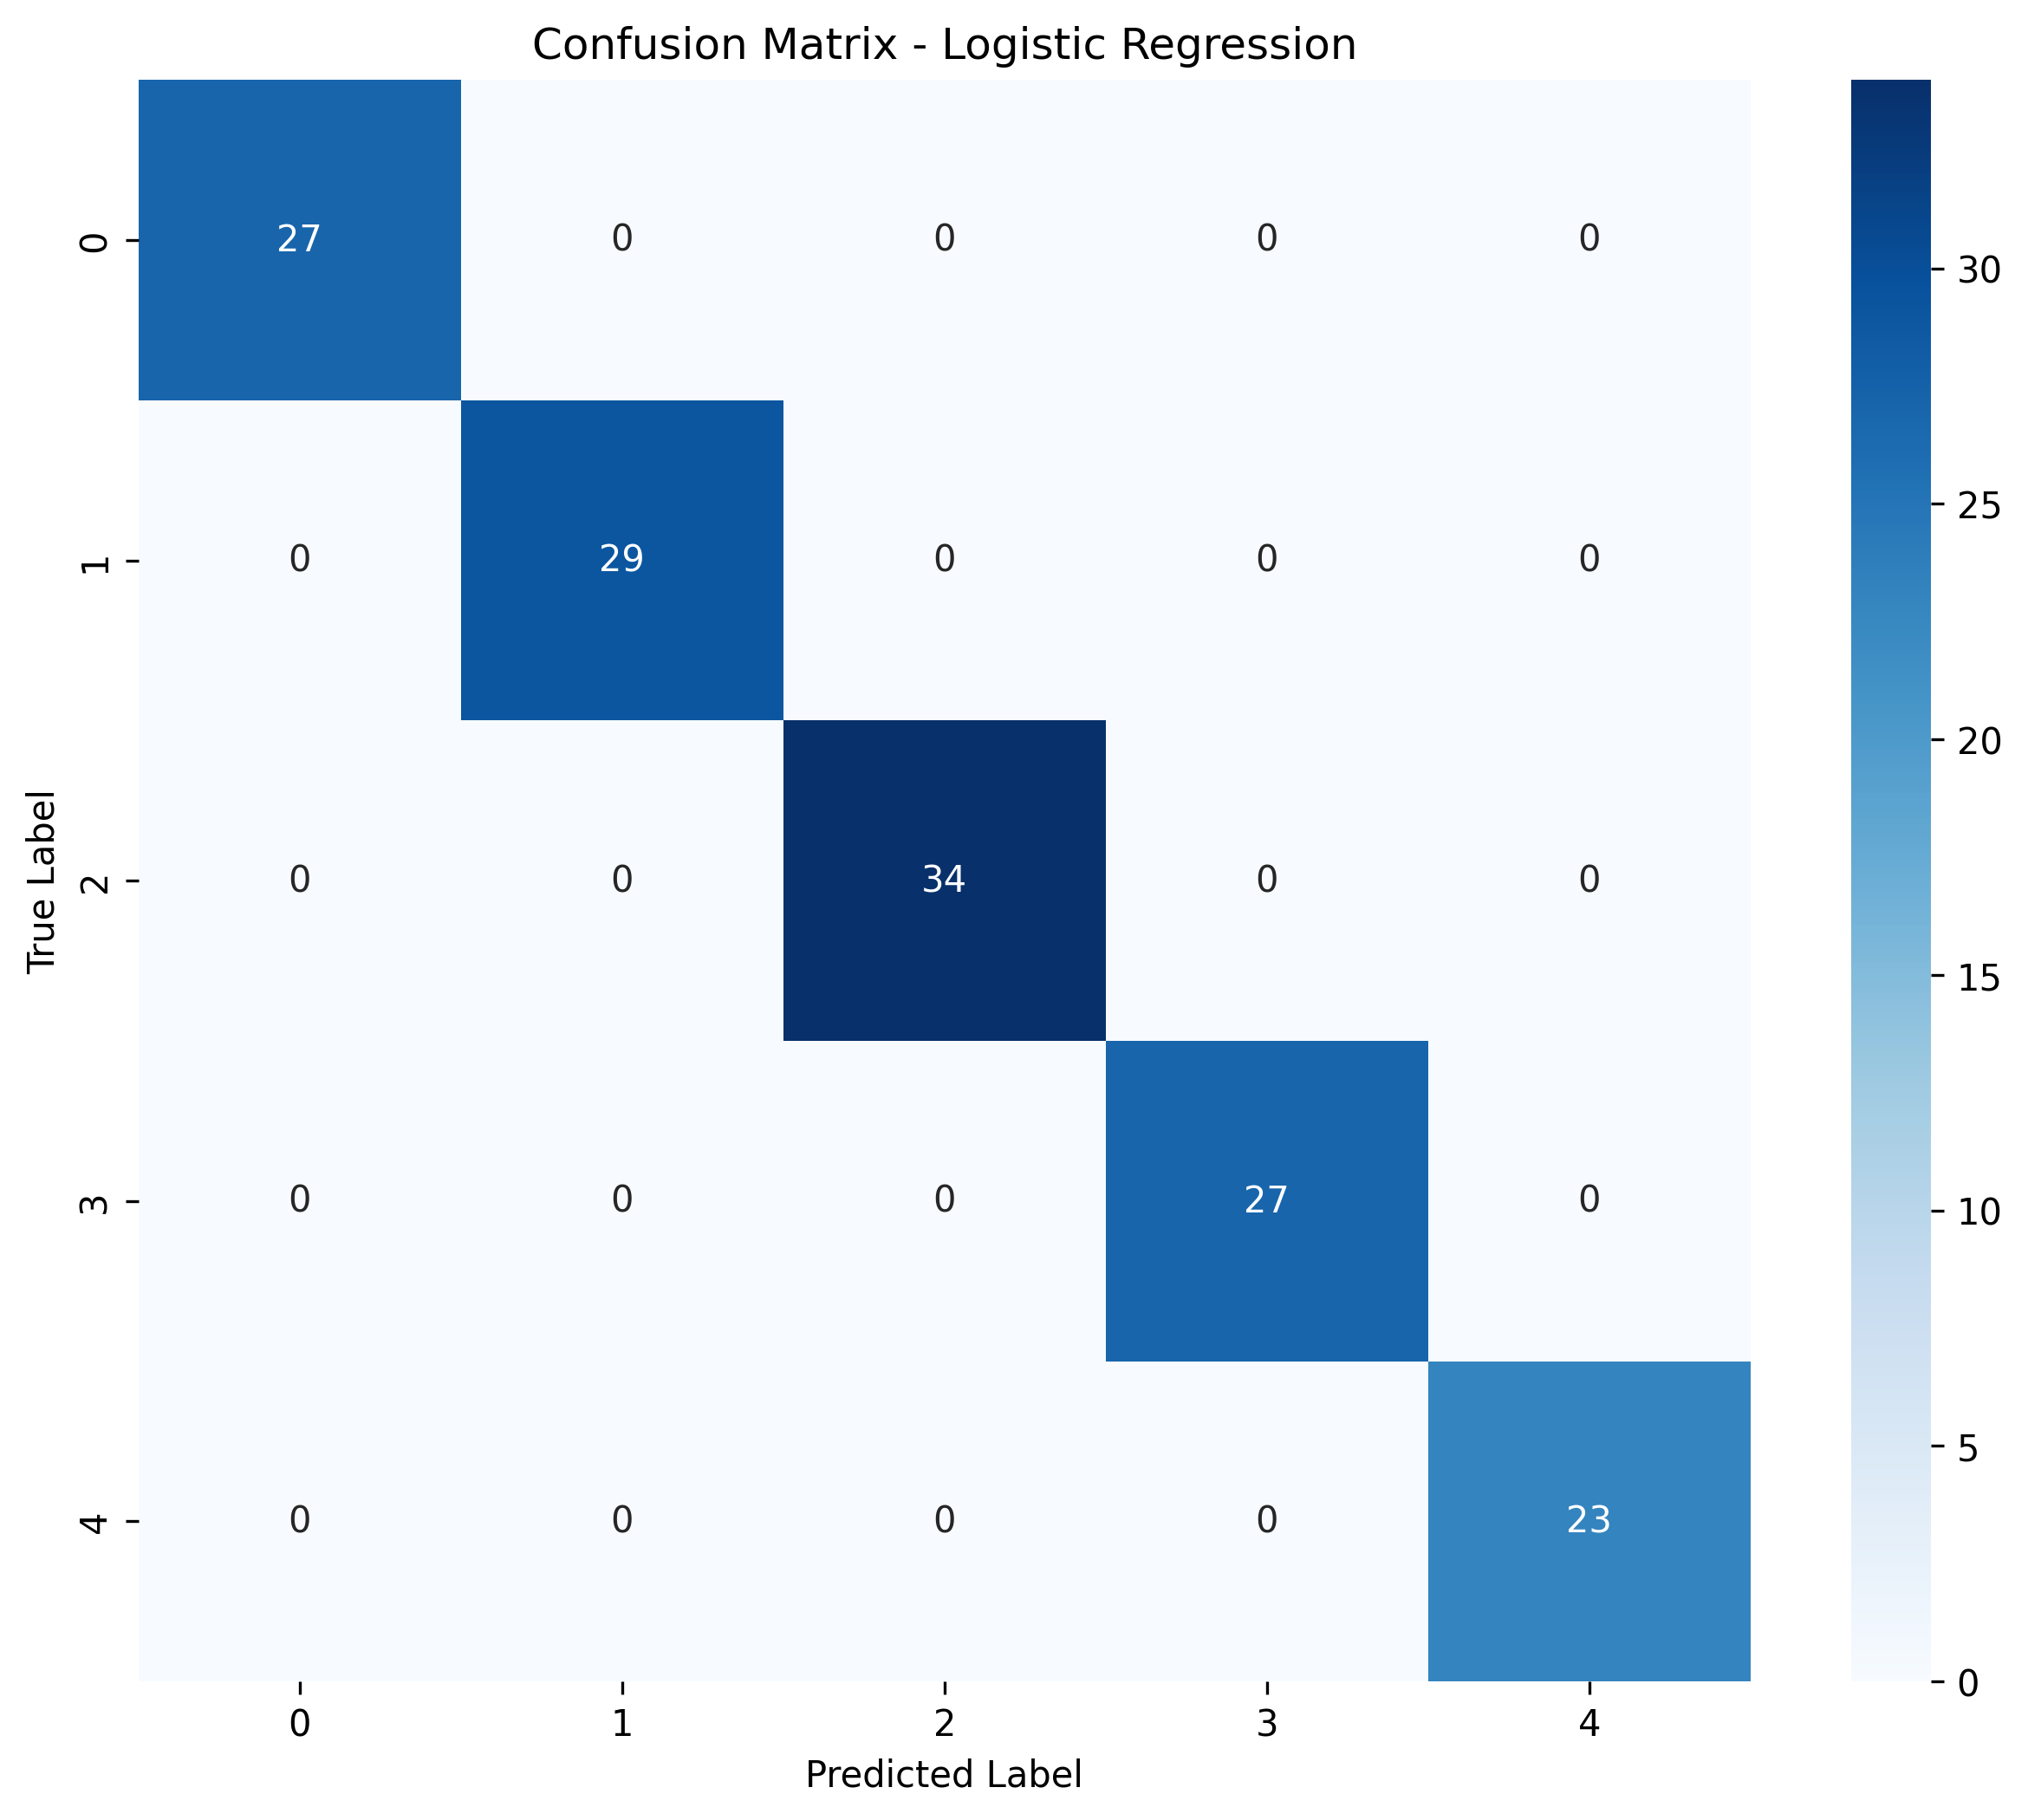 Confusion Matrix - Logistic Regression
True Label
0 27 0 0 0 0
1 0 29 0 0 0
2 0 0 34 0 0
3 0 0 0 27 0
4 0 0 0 0 23
0 1 2 3 4
Predicted Label
30
25
20
15
10
5
0